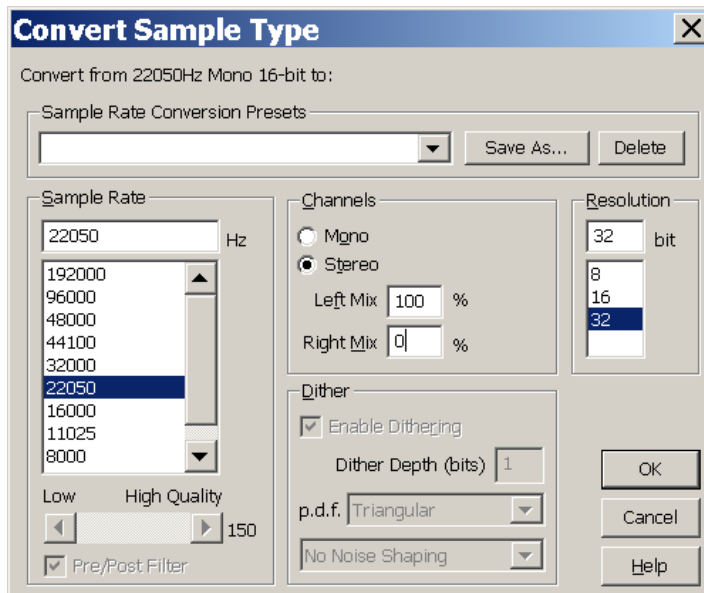 Convert Sample Type
Convert from 22050Hz Mono 16-bit to:
Sample Rate Conversion Presets
Save As...
Delete
Sample Rate
22050 Hz
192000
96000
48000
44100
32000
22050
16000
11025
8000
Low High Quality
150
Pre/Post Filter
Channels
Mono
Stereo
Left Mix 100 %
Right Mix 0 %
Dither
Enable Dithering
Dither Depth (bits) 1
p.d.f. Triangular
No Noise Shaping
Resolution
32 bit
8
16
32
OK
Cancel
Help